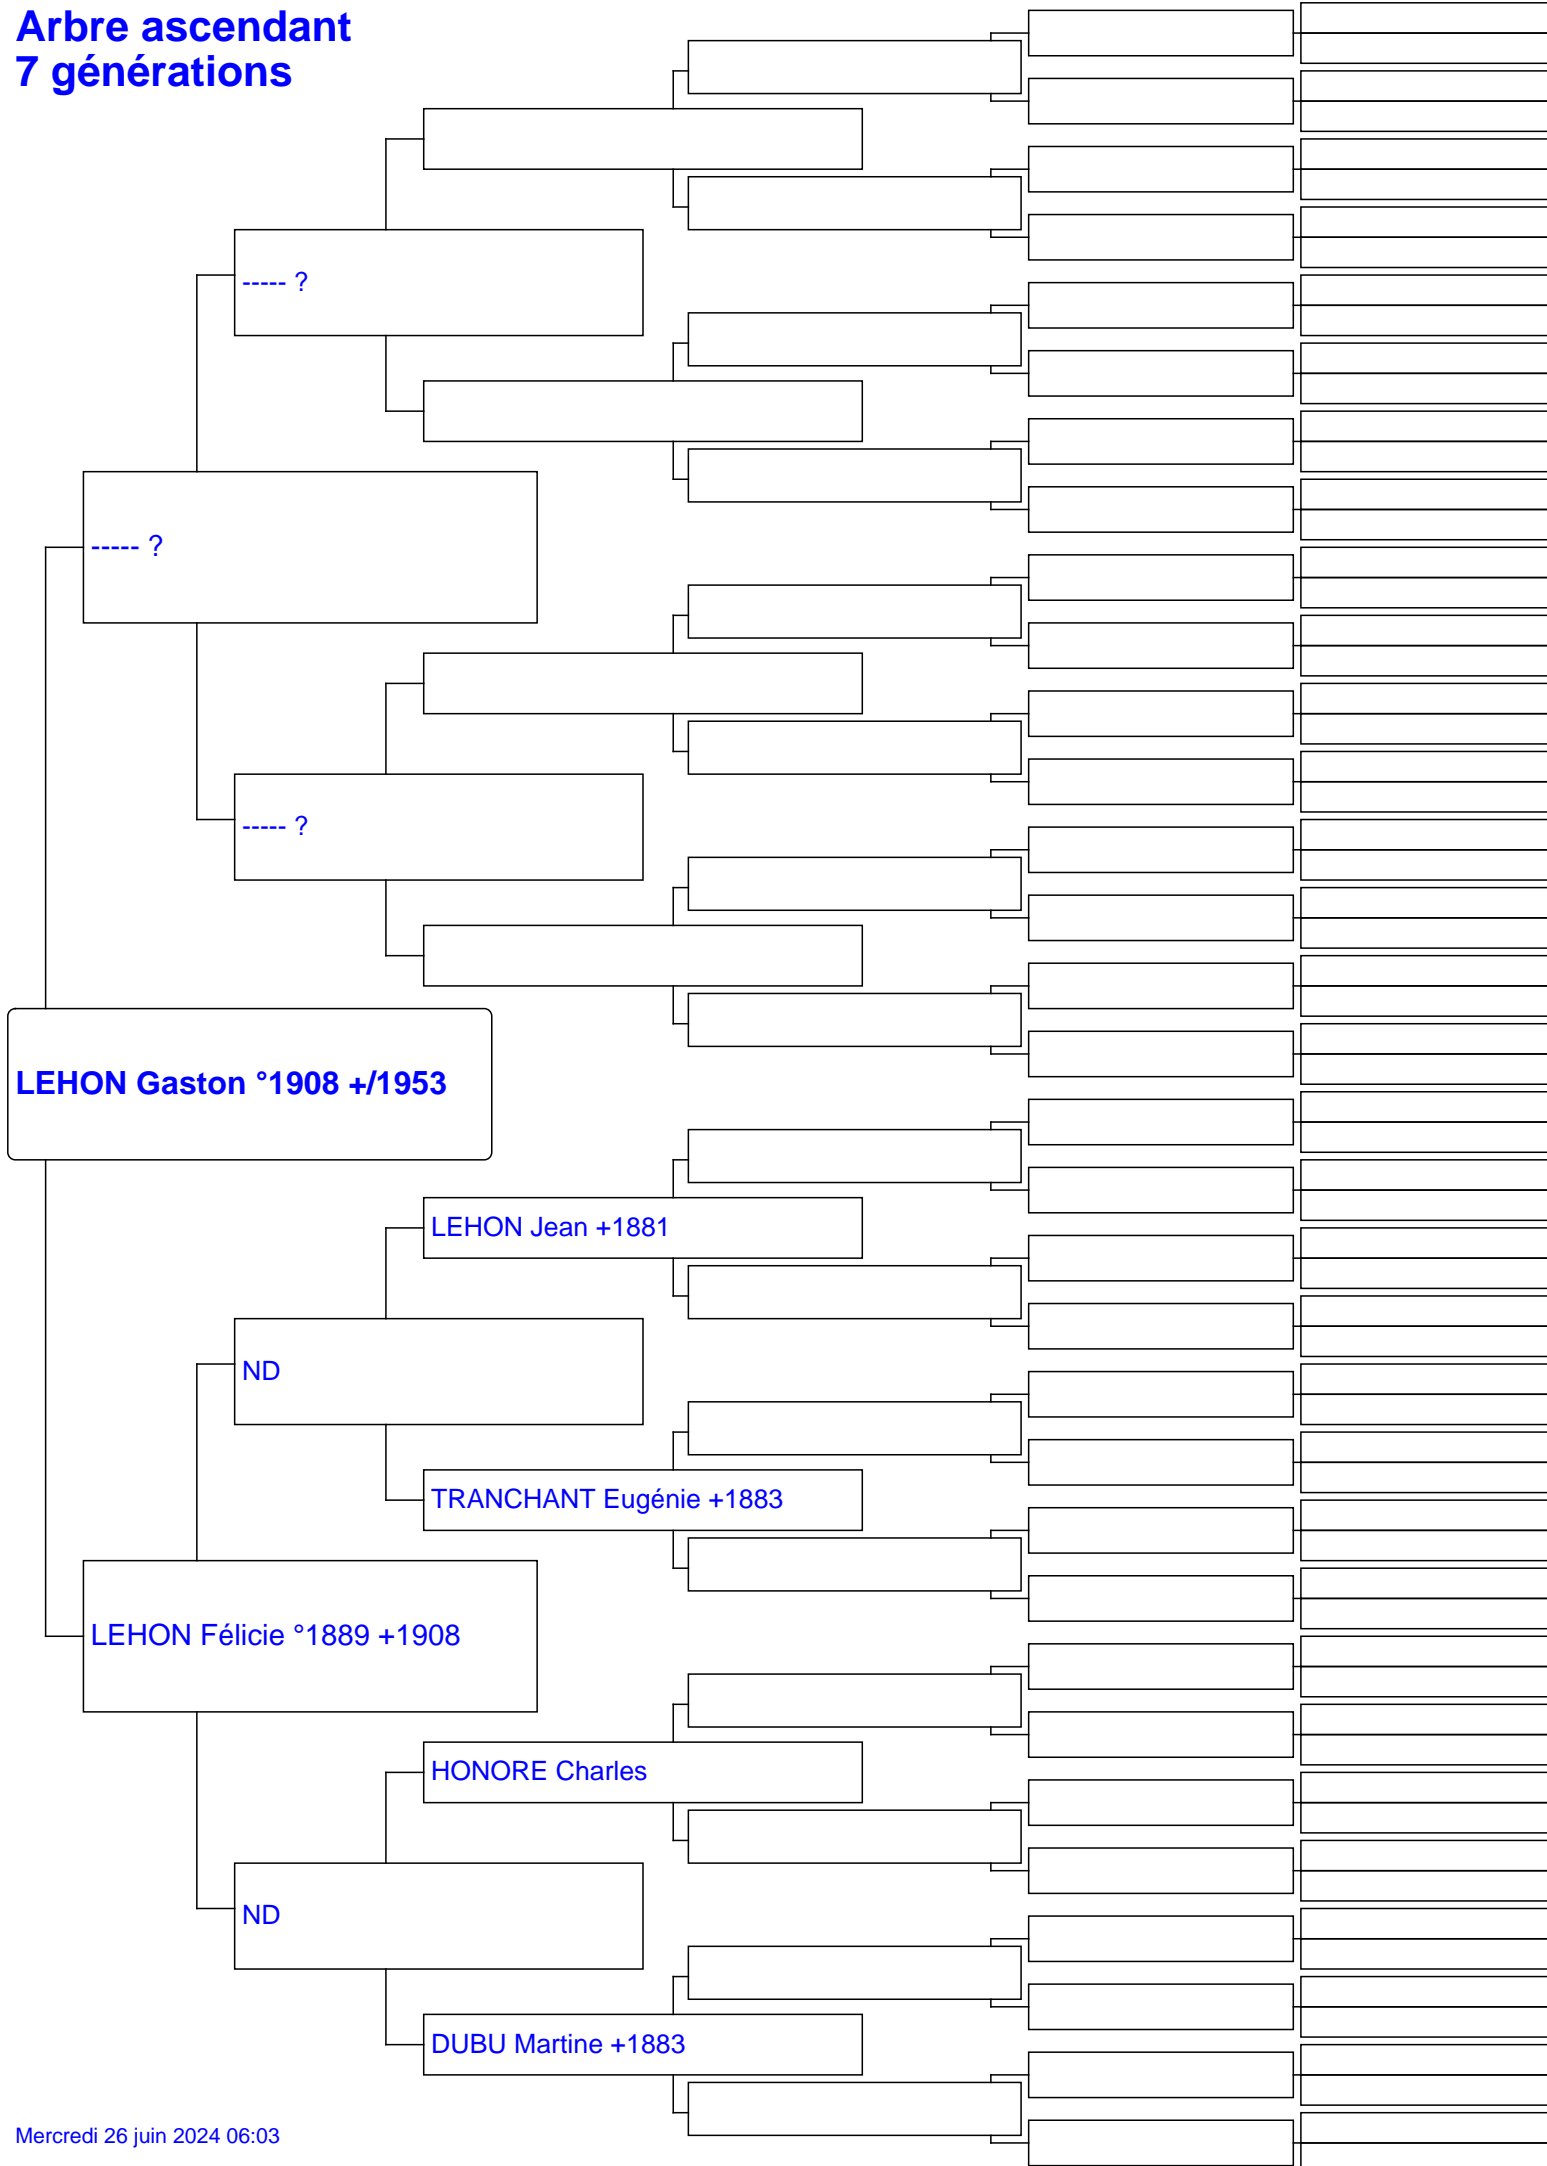 Arbre ascendant
7 générations
----- ?
----- ?
----- ?
LEHON Gaston °1908 +/1953
LEHON Jean +1881
ND
TRANCHANT Eugénie +1883
LEHON Félicie °1889 +1908
HONORE Charles
ND
DUBU Martine +1883
Mercredi 26 juin 2024 06:03